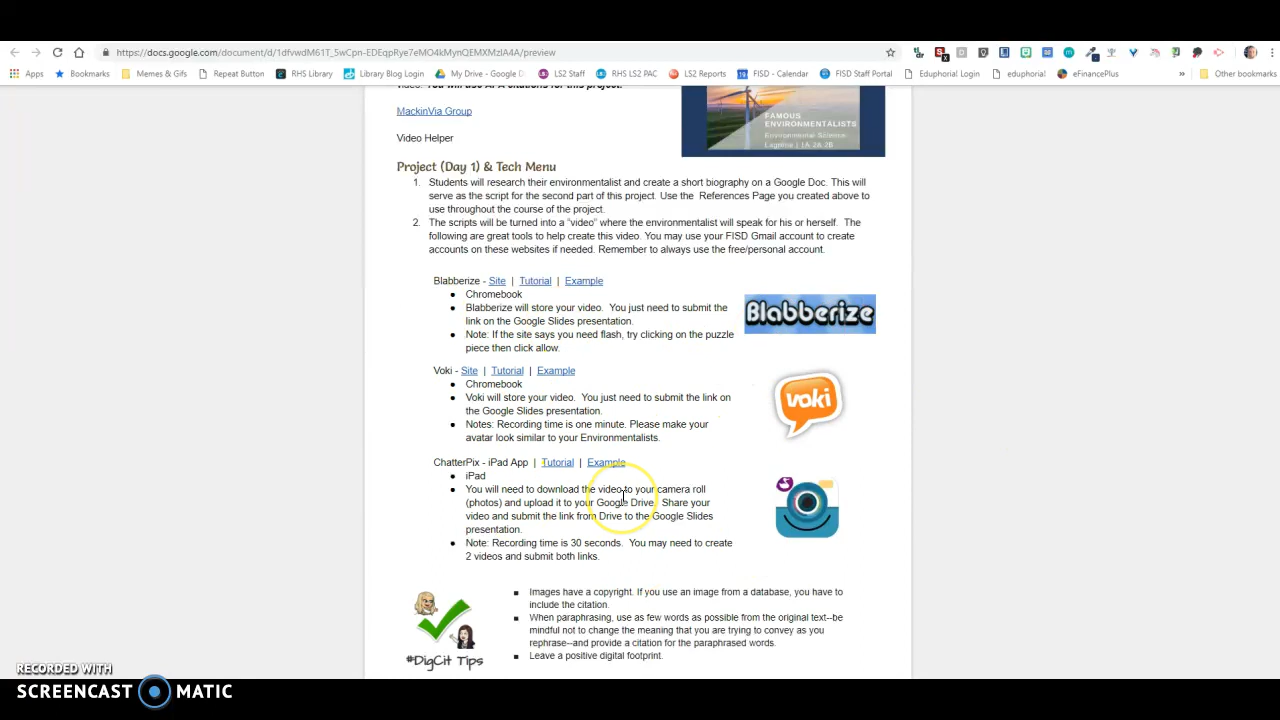 https://docs.google.com/document/d/1dfvwdM61T_5wCpn-EDEqpRye7eMO4kMynQEMXMzlA4A/preview
Apps Bookmarks Memes & Gifs Repeat Button RHS Library Library Blog Login My Drive - Google D LS2 Staff RHS LS2 PAC LS2 Reports FISD - Calendar FISD Staff Portal Eduphorial Login eduphorial eFinancePlus » Other bookmarks
Video. You will use APA citations for this project.
MackinVia Group
Video Helper
FAMOUS
ENVIRONMENTALISTS
Environmental Science
Project (Day 1) & Tech Menu
1. Students will research their environmentalist and create a short biography on a Google Doc. This will
serve as the script for the second part of this project. Use the References Page you created above to
use throughout the course of the project.
2. The scripts will be turned into a "video" where the environmentalist will speak for his or herself. The
following are great tools to help create this video. You may use your FISD Gmail account to create
accounts on these websites if needed. Remember to always use the free/personal account.
Blabberize - Site | Tutorial | Example
● Chromebook
● Blabberize will store your video. You just need to submit the
link on the Google Slides presentation.
● Note: If the site says you need flash, try clicking on the puzzle
piece then click allow.
Blabberize
Voki - Site | Tutorial | Example
● Chromebook
● Voki will store your video. You just need to submit the link on
the Google Slides presentation.
● Notes: Recording time is one minute. Please make your
avatar look similar to your Environmentalists.
voki
ChatterPix - iPad App | Tutorial | Example
● iPad
● You will need to download the video to your camera roll
(photos) and upload it to your Google Drive. Share your
video and submit the link from Drive to the Google Slides
presentation.
● Note: Recording time is 30 seconds. You may need to create
2 videos and submit both links.
#DigCit Tips
■ Images have a copyright. If you use an image from a database, you have to
include the citation.
■ When paraphrasing, use as few words as possible from the original text--be
mindful not to change the meaning that you are trying to convey as you
rephrase--and provide a citation for the paraphrased words.
■ Leave a positive digital footprint.
RECORDED WITH
SCREENCAST MATIC